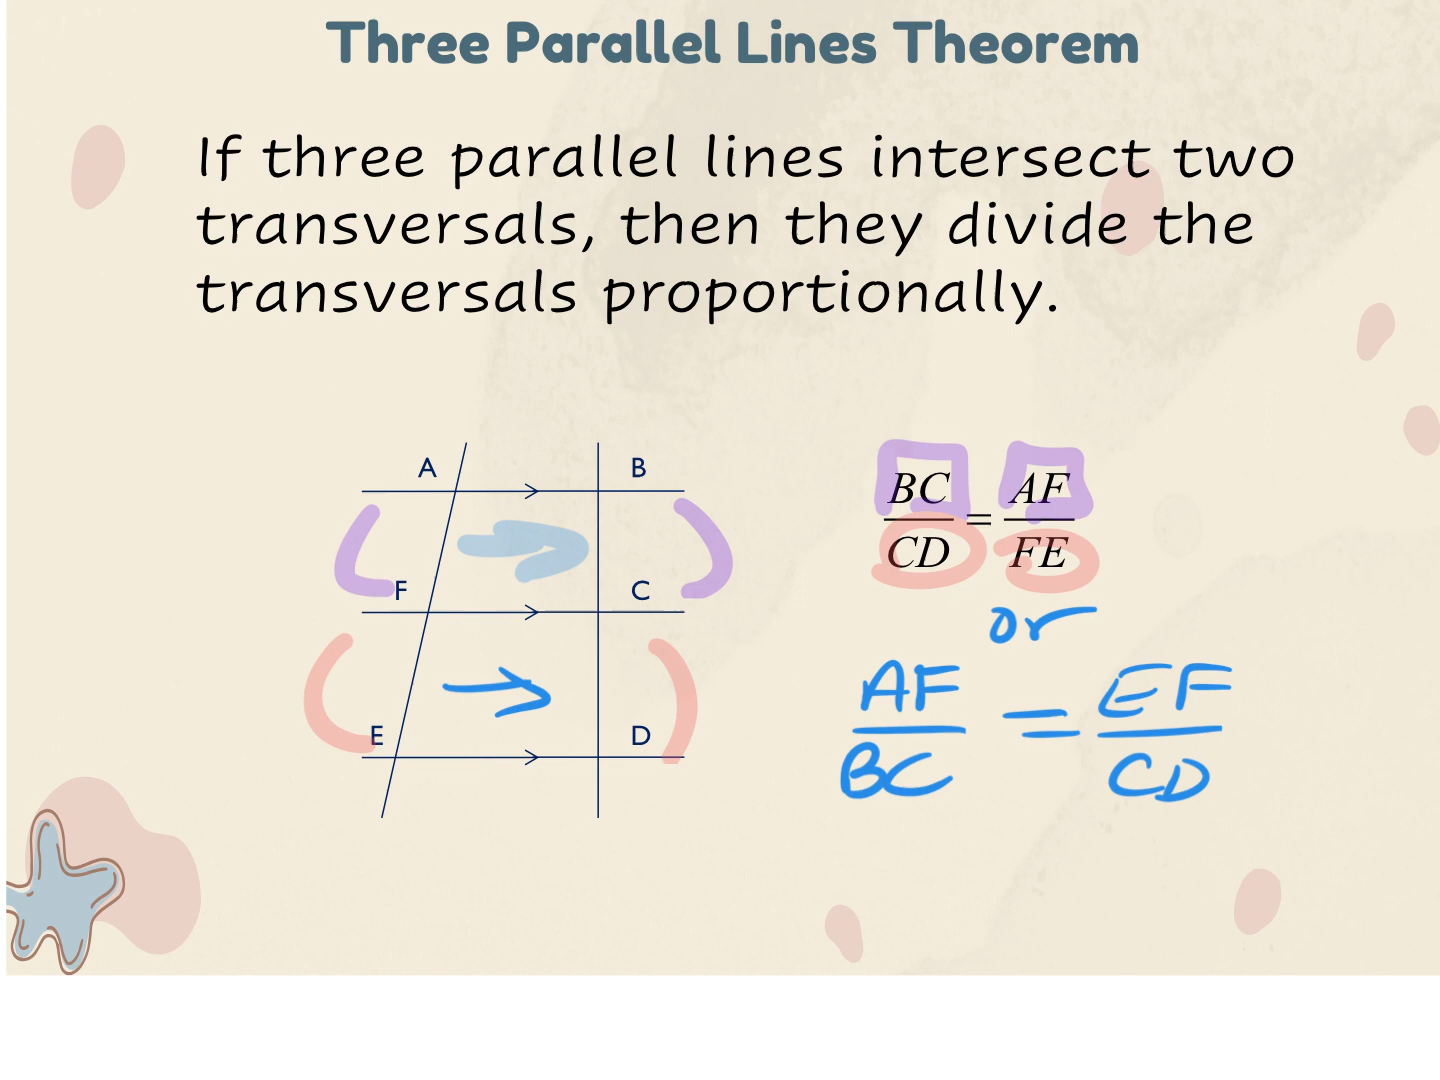 Three Parallel Lines Theorem
If three parallel lines intersect two
transversals, then they divide the
transversals proportionally.
A B
F C
E D
BC/CD = AF/FE
or
AF/BC = EF/CD